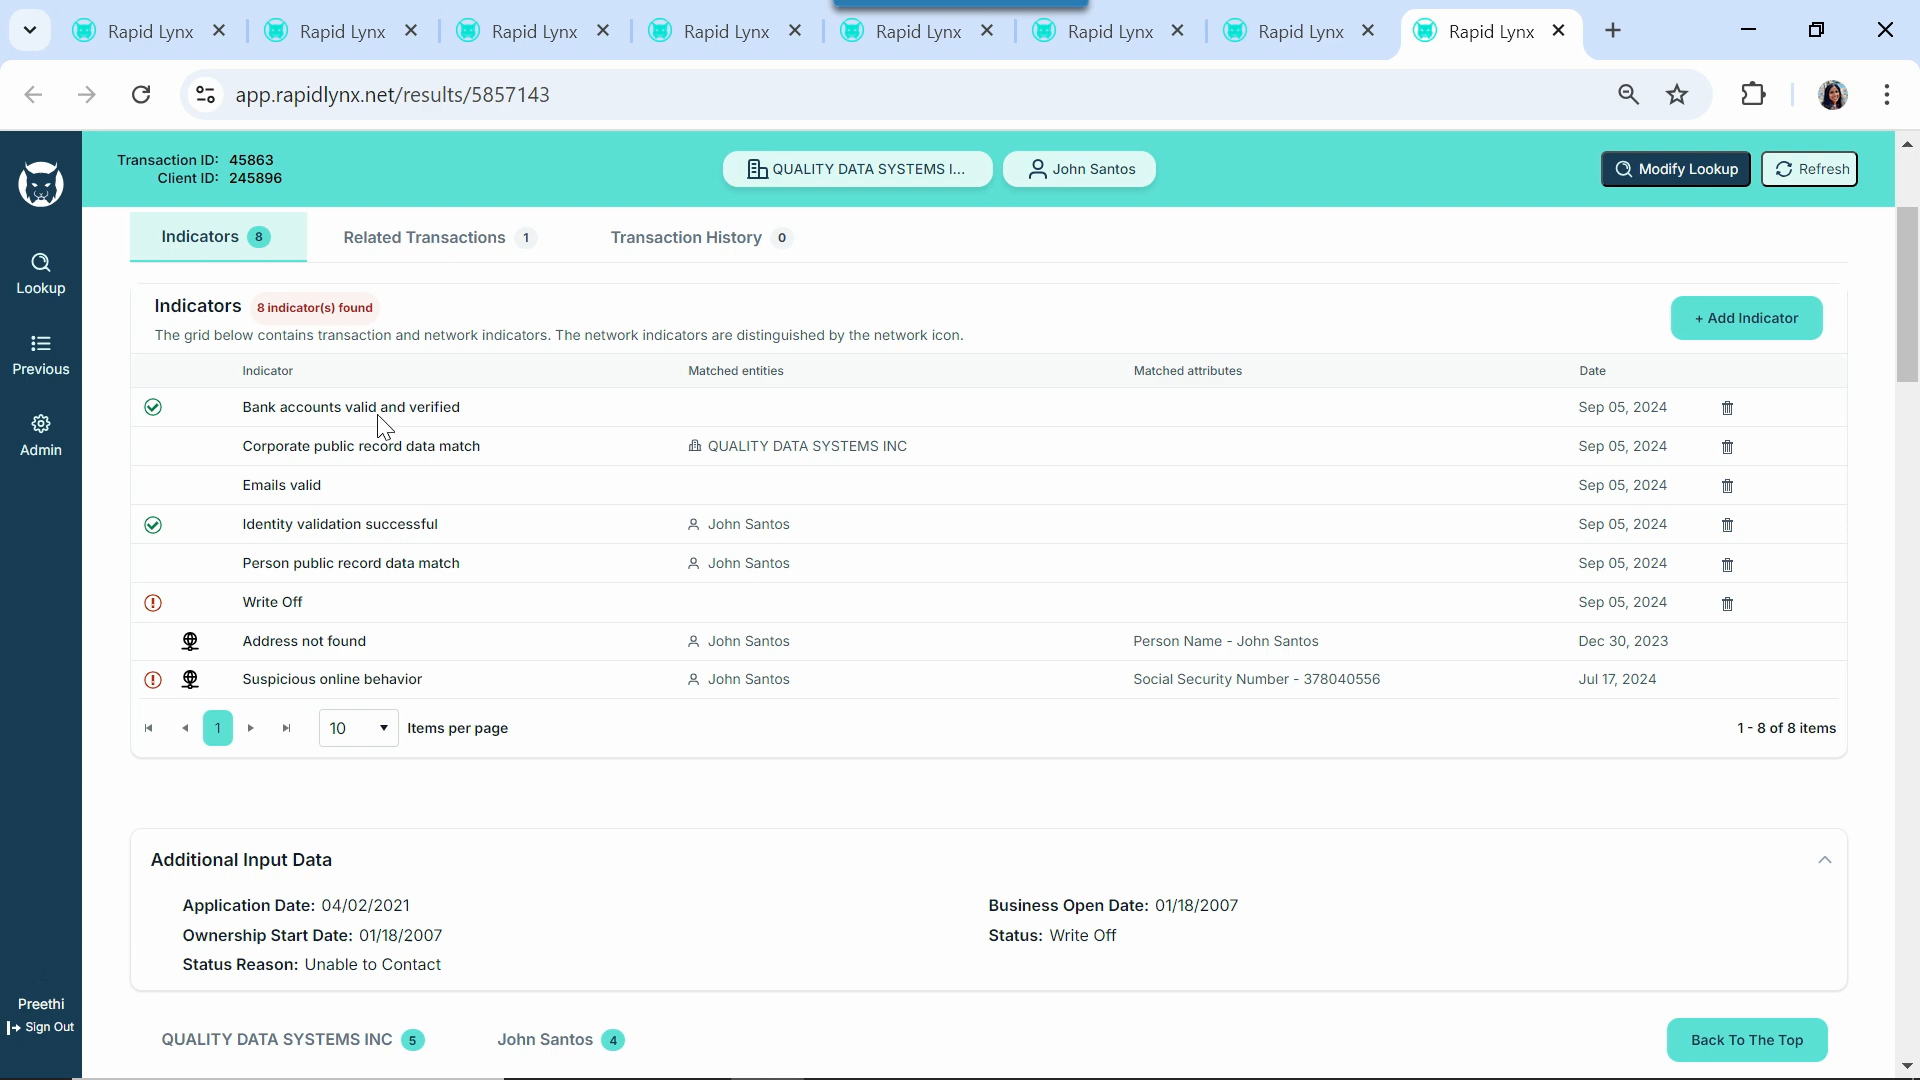 Rapid Lynx
Rapid Lynx
Rapid Lynx
Rapid Lynx
Rapid Lynx
Rapid Lynx
Rapid Lynx
Rapid Lynx
app.rapidlynx.net/results/5857143
Transaction ID: 45863
Client ID: 245896
QUALITY DATA SYSTEMS I...
John Santos
Modify Lookup
Refresh
Lookup
Previous
Admin
Preethi
Sign Out
Indicators 8
Related Transactions 1
Transaction History 0
Indicators 8 indicator(s) found
The grid below contains transaction and network indicators. The network indicators are distinguished by the network icon.
+ Add Indicator
Indicator Matched entities Matched attributes Date
Bank accounts valid and verified Sep 05, 2024
Corporate public record data match QUALITY DATA SYSTEMS INC Sep 05, 2024
Emails valid Sep 05, 2024
Identity validation successful John Santos Sep 05, 2024
Person public record data match John Santos Sep 05, 2024
Write Off Sep 05, 2024
Address not found John Santos Person Name - John Santos Dec 30, 2023
Suspicious online behavior John Santos Social Security Number - 378040556 Jul 17, 2024
1 10 Items per page 1 - 8 of 8 items
Additional Input Data
Application Date: 04/02/2021 Business Open Date: 01/18/2007
Ownership Start Date: 01/18/2007 Status: Write Off
Status Reason: Unable to Contact
QUALITY DATA SYSTEMS INC 5
John Santos 4
Back To The Top